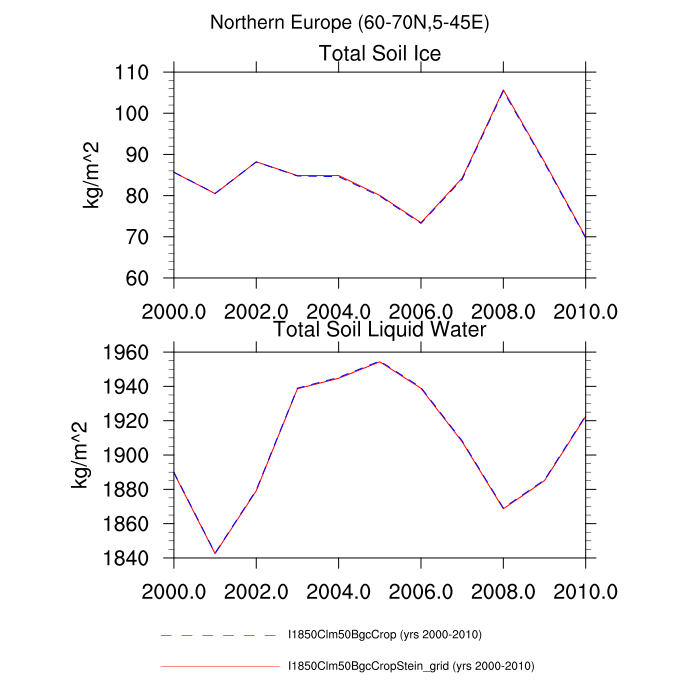 Northern Europe (60-70N,5-45E)
Total Soil Ice
110
100
90
80
70
60
kg/m^2
2000.0 2002.0 2004.0 2006.0 2008.0 2010.0
Total Soil Liquid Water
1960
1940
1920
1900
1880
1860
1840
kg/m^2
2000.0 2002.0 2004.0 2006.0 2008.0 2010.0
I1850Clm50BgcCrop (yrs 2000-2010)
I1850Clm50BgcCropStein_grid (yrs 2000-2010)